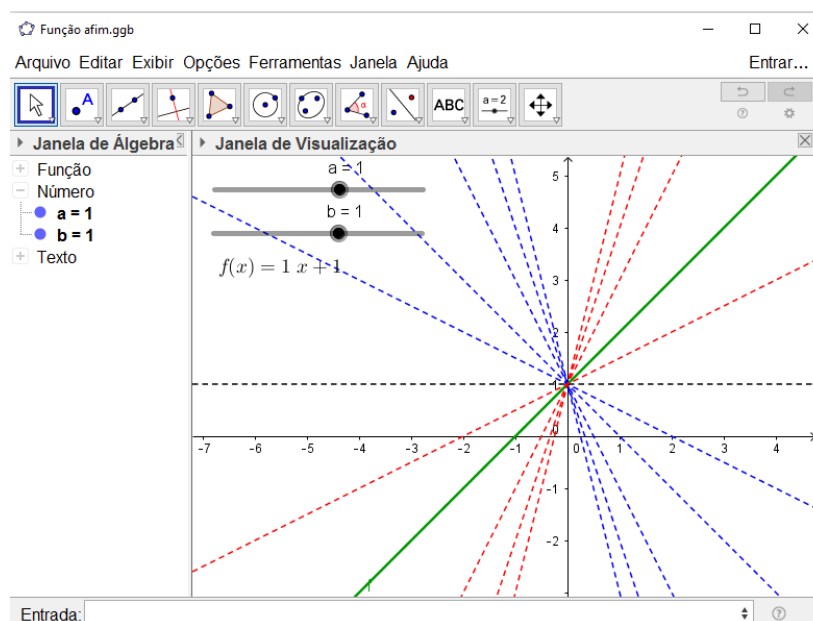 Função afim.ggb
Arquivo Editar Exibir Opções Ferramentas Janela Ajuda Entrar...
A α ABC a=2
Janela de Álgebra
Função
Número
a = 1
b = 1
Texto
Janela de Visualização
a = 1
b = 1
f(x) = 1 x + 1
5
4
3
2
1
0
-7 -6 -5 -4 -3 -2 -1 0 1 2 3 4
-1
-2
f
Entrada: